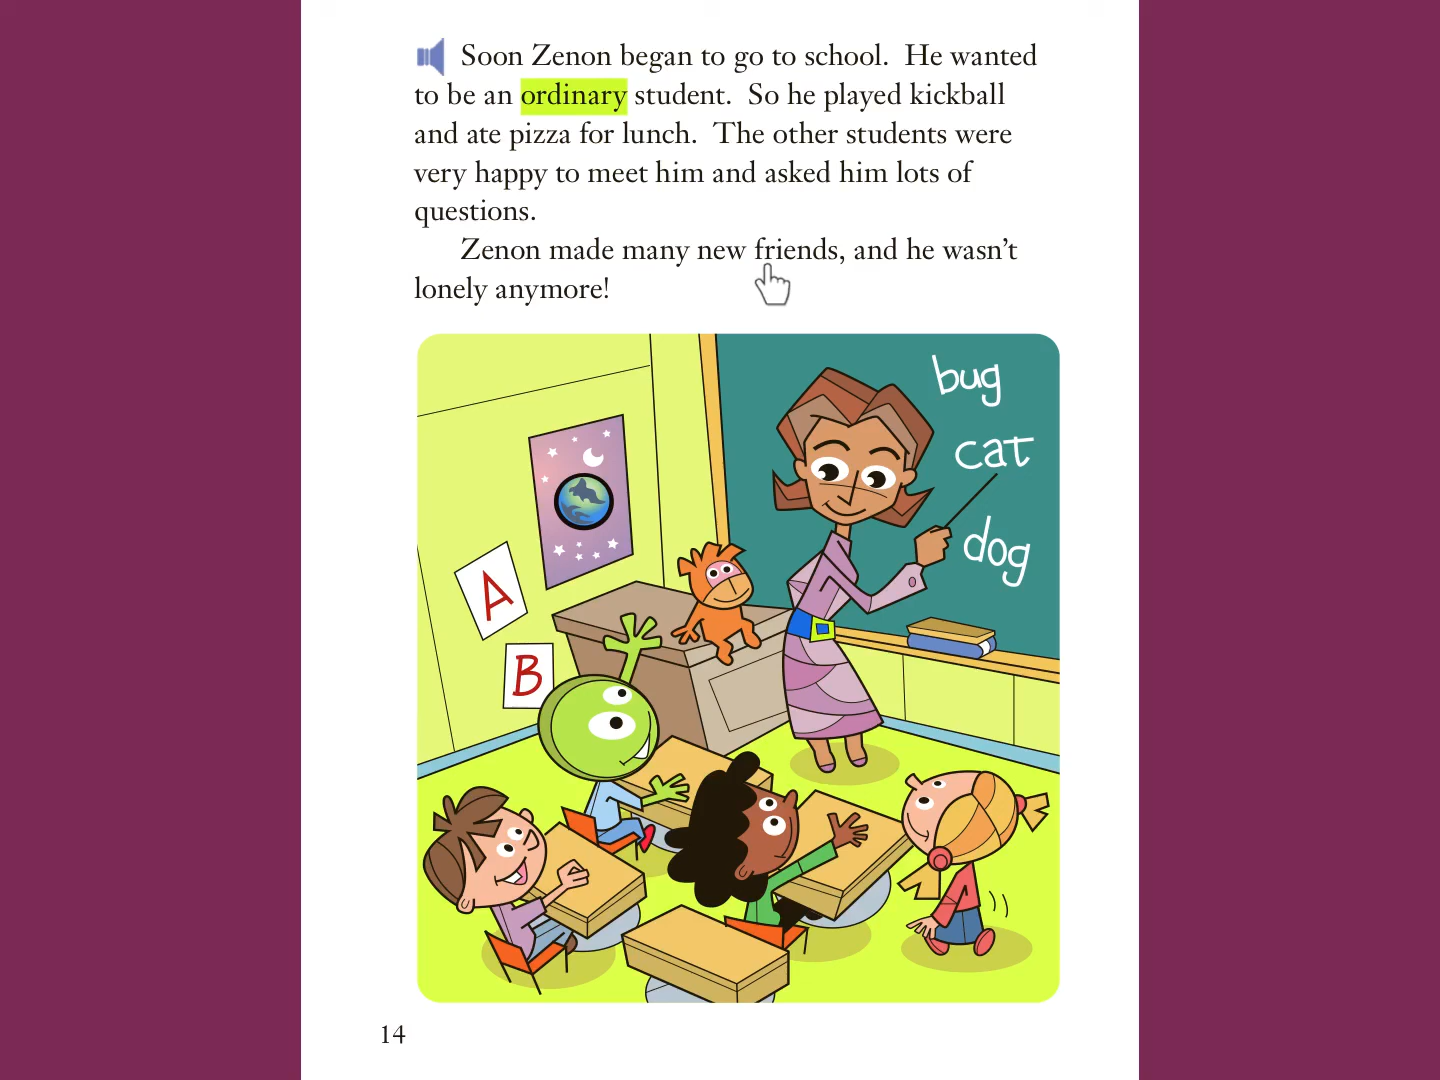 Soon Zenon began to go to school. He wanted
to be an ordinary student. So he played kickball
and ate pizza for lunch. The other students were
very happy to meet him and asked him lots of
questions.
Zenon made many new friends, and he wasn’t
lonely anymore!
bug
cat
dog
A
B
14